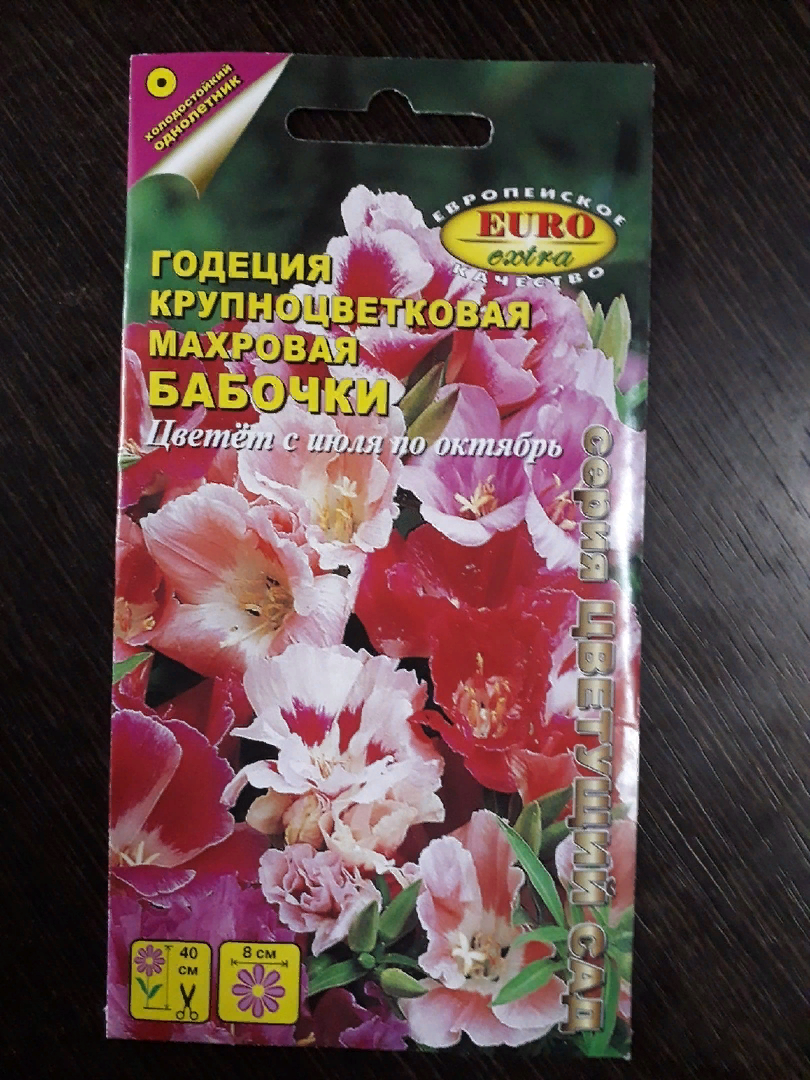 холодостойкий
однолетник
ЕВРОПЕЙСКОЕ
EURO
extra
КАЧЕСТВО
ГОДЕЦИЯ
КРУПНОЦВЕТКОВАЯ
МАХРОВАЯ
БАБОЧКИ
Цветёт с июля по октябрь
серия ЦВЕТУЩИЙ САД
40
см
8 см